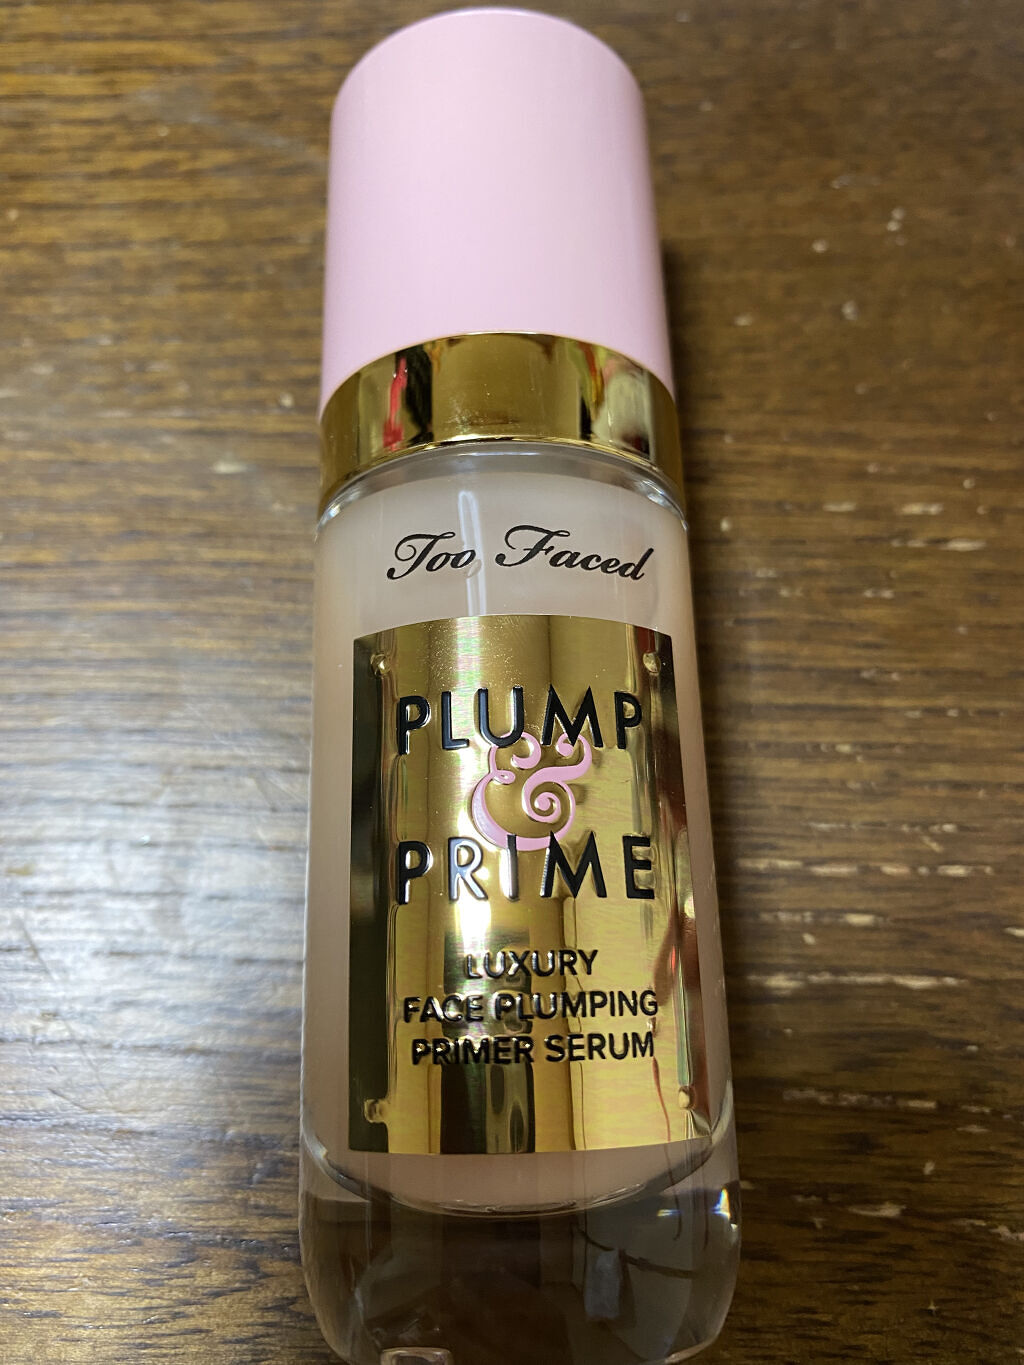 Too Faced
PLUMP
&
PRIME
LUXURY
FACE PLUMPING
PRIMER SERUM